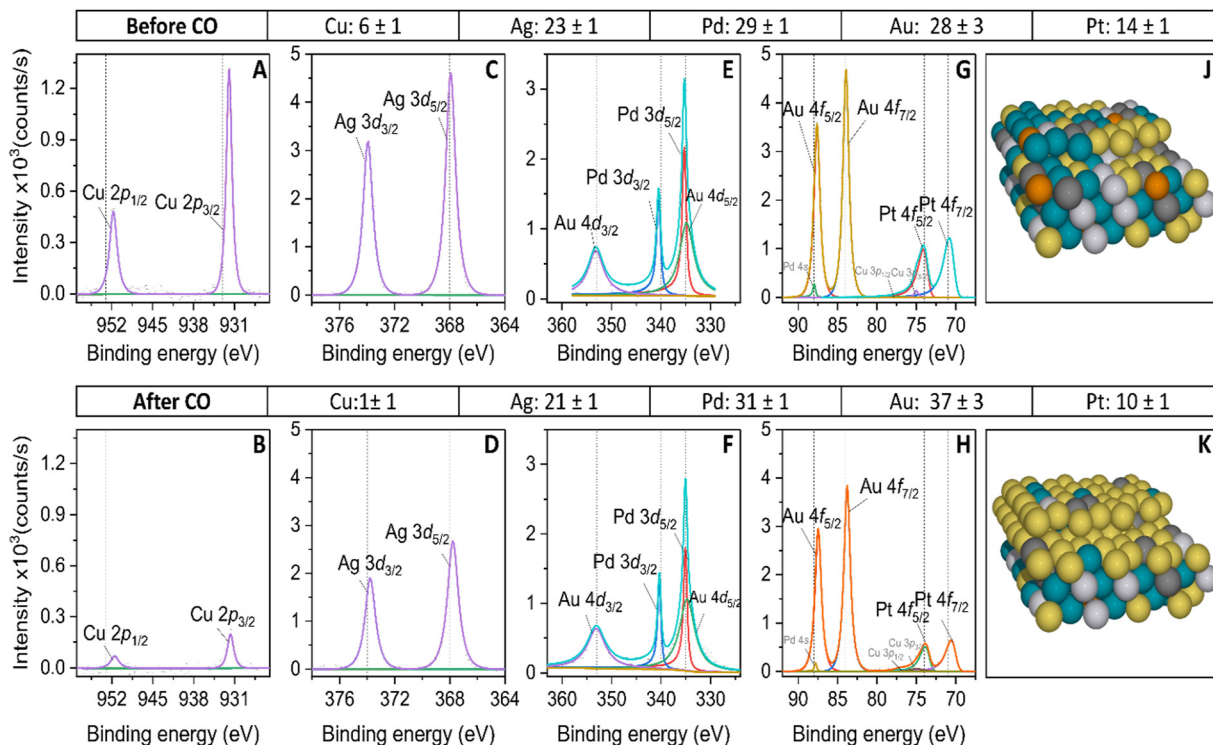 Before CO Cu: 6 ± 1 Ag: 23 ± 1 Pd: 29 ± 1 Au: 28 ± 3 Pt: 14 ± 1
Intensity x10³(counts/s)
A
1.2
0.9
0.6
0.3
0.0
Cu 2p1/2
Cu 2p3/2
952 945 938 931
Binding energy (eV)
C
5
4
3
2
1
0
Ag 3d3/2
Ag 3d5/2
376 372 368 364
Binding energy (eV)
E
3
2
1
0
Pd 3d5/2
Pd 3d3/2
Au 4d3/2
Au 4d5/2
360 350 340 330
Binding energy (eV)
G
5
4
3
2
1
0
Au 4f5/2
Au 4f7/2
Pt 4f5/2
Pt 4f7/2
Pd 4s
Cu 3p1/2
Cu 3p3/2
90 85 80 75 70
Binding energy (eV)
J
After CO Cu:1± 1 Ag: 21 ± 1 Pd: 31 ± 1 Au: 37 ± 3 Pt: 10 ± 1
Intensity x10³(counts/s)
B
1.2
0.9
0.6
0.3
0.0
Cu 2p1/2
Cu 2p3/2
952 945 938 931
Binding energy (eV)
D
5
4
3
2
1
0
Ag 3d3/2
Ag 3d5/2
376 372 368 364
Binding energy (eV)
F
3
2
1
0
Pd 3d5/2
Pd 3d3/2
Au 4d3/2
Au 4d5/2
360 350 340 330
Binding energy (eV)
H
5
4
3
2
1
0
Au 4f5/2
Au 4f7/2
Pt 4f5/2
Pt 4f7/2
Pd 4s
Cu 3p1/2
90 85 80 75 70
Binding energy (eV)
K